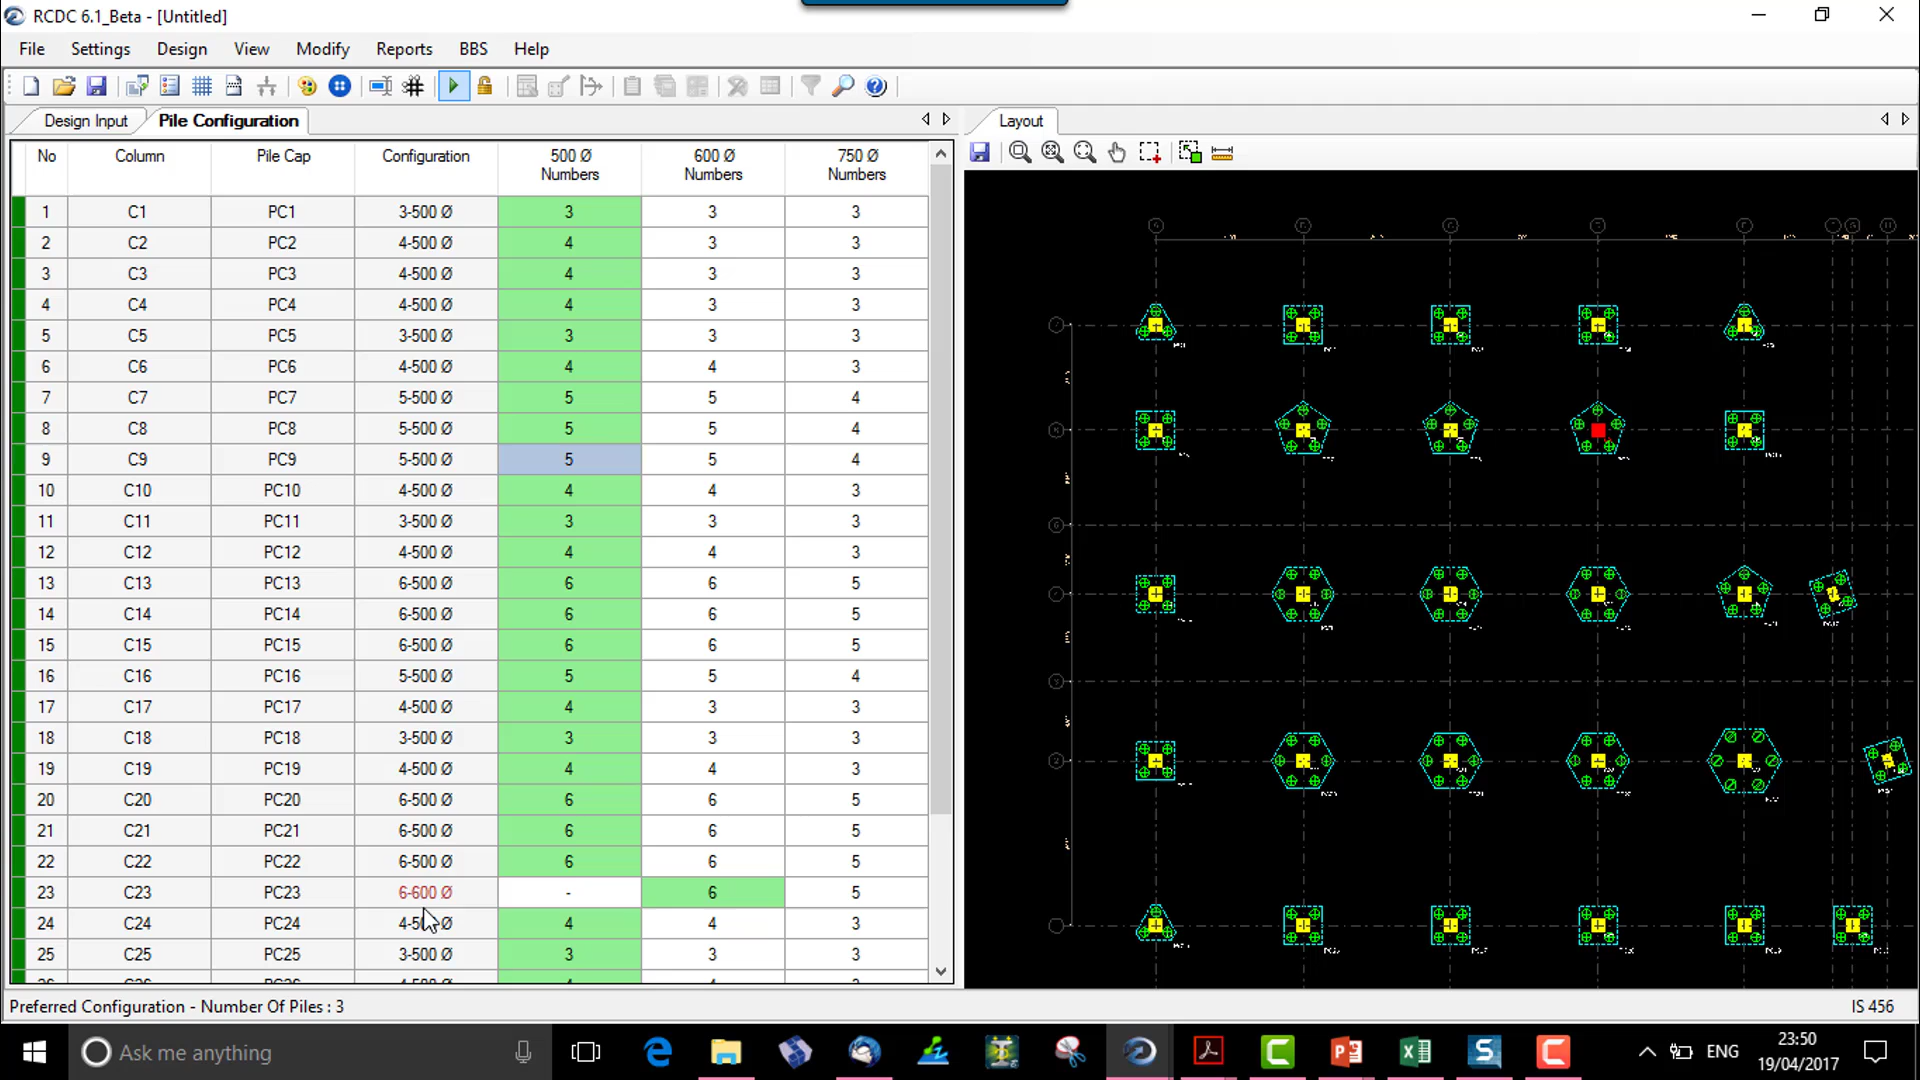 RCDC 6.1_Beta - [Untitled]
File Settings Design View Modify Reports BBS Help
Design Input Pile Configuration
Layout
No Column Pile Cap Configuration 500 Ø Numbers 600 Ø Numbers 750 Ø Numbers
1 C1 PC1 3-500 Ø 3 3 3
2 C2 PC2 4-500 Ø 4 3 3
3 C3 PC3 4-500 Ø 4 3 3
4 C4 PC4 4-500 Ø 4 3 3
5 C5 PC5 3-500 Ø 3 3 3
6 C6 PC6 4-500 Ø 4 4 3
7 C7 PC7 5-500 Ø 5 5 4
8 C8 PC8 5-500 Ø 5 5 4
9 C9 PC9 5-500 Ø 5 5 4
10 C10 PC10 4-500 Ø 4 4 3
11 C11 PC11 3-500 Ø 3 3 3
12 C12 PC12 4-500 Ø 4 4 3
13 C13 PC13 6-500 Ø 6 6 5
14 C14 PC14 6-500 Ø 6 6 5
15 C15 PC15 6-500 Ø 6 6 5
16 C16 PC16 5-500 Ø 5 5 4
17 C17 PC17 4-500 Ø 4 3 3
18 C18 PC18 3-500 Ø 3 3 3
19 C19 PC19 4-500 Ø 4 4 3
20 C20 PC20 6-500 Ø 6 6 5
21 C21 PC21 6-500 Ø 6 6 5
22 C22 PC22 6-500 Ø 6 6 5
23 C23 PC23 6-600 Ø - 6 5
24 C24 PC24 4-500 Ø 4 4 3
25 C25 PC25 3-500 Ø 3 3 3
Preferred Configuration - Number Of Piles : 3
IS 456
Ask me anything
ENG
23:50
19/04/2017